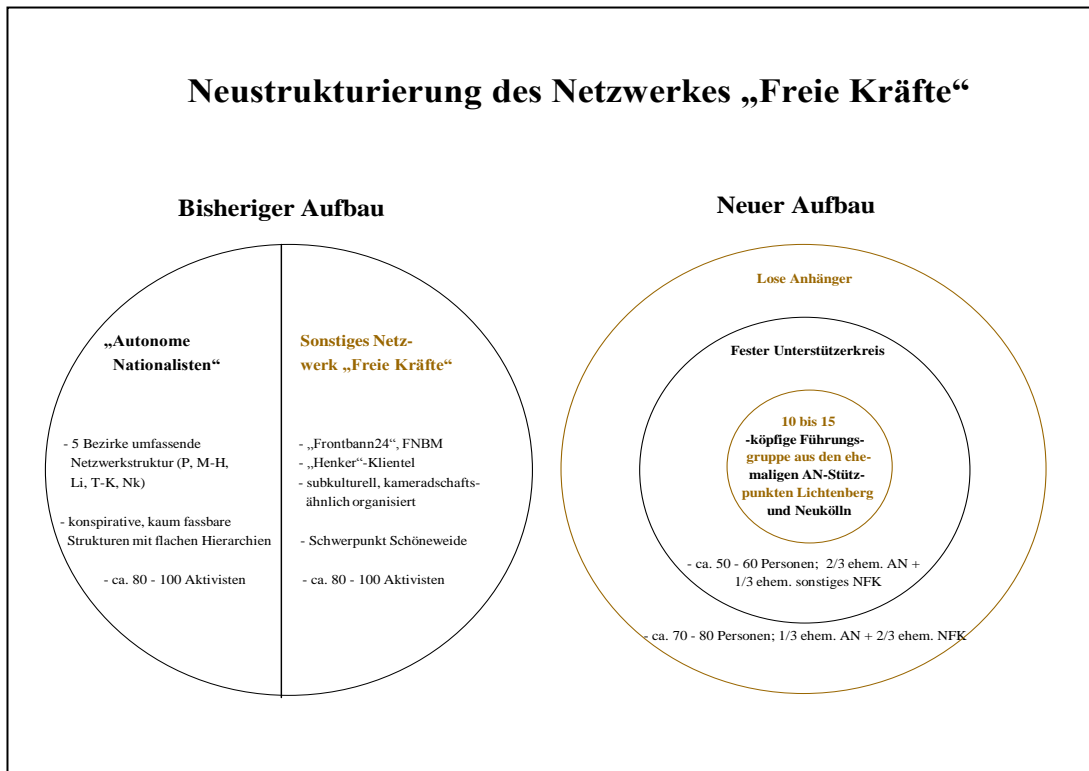 Neustrukturierung des Netzwerkes „Freie Kräfte“
Bisheriger Aufbau
„Autonome
Nationalisten“
- 5 Bezirke umfassende
Netzwerkstruktur (P, M-H,
Li, T-K, Nk)
- konspirative, kaum fassbare
Strukturen mit flachen Hierarchien
- ca. 80 - 100 Aktivisten
Sonstiges Netz-
werk „Freie Kräfte“
- „Frontbann24“, FNBM
- „Henker”-Klientel
- subkulturell, kameradschafts-
ähnlich organisiert
- Schwerpunkt Schöneweide
- ca. 80 - 100 Aktivisten
Neuer Aufbau
Lose Anhänger
Fester Unterstützerkreis
10 bis 15
-köpfige Führungs-
gruppe aus den ehe-
maligen AN-Stütz-
punkten Lichtenberg
und Neukölln
- ca. 50 - 60 Personen; 2/3 ehem. AN +
1/3 ehem. sonstiges NFK
- ca. 70 - 80 Personen; 1/3 ehem. AN + 2/3 ehem. NFK